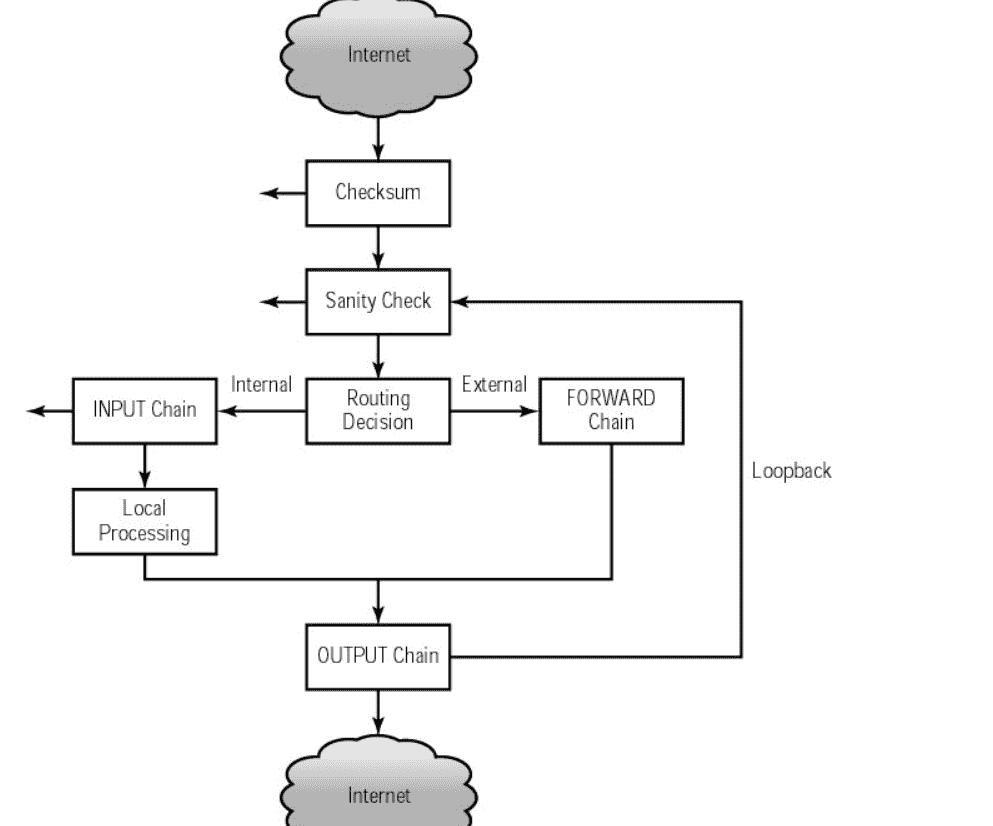 Internet
Checksum
Sanity Check
Internal
External
INPUT Chain
Routing
Decision
FORWARD
Chain
Loopback
Local
Processing
OUTPUT Chain
Internet